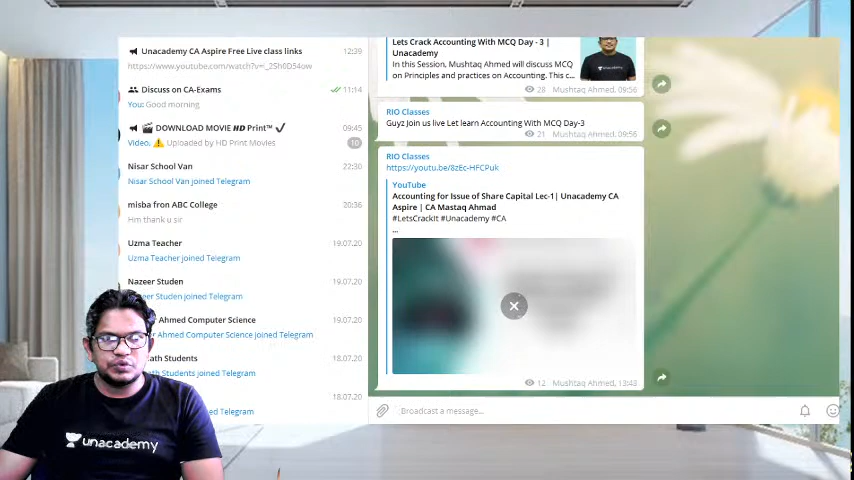 Unacademy CA Aspire Free Live class links
12:39
Discuss on CA-Exams
11:14
You: Good morning
DOWNLOAD MOVIE HD Print™
09:45
Video, Uploaded by HD Print Movies
10
Nisar School Van
22:30
Nisar School Van joined Telegram
misba fron ABC College
20:36
Hm thank u sir
Uzma Teacher
19.07.20
Uzma Teacher joined Telegram
Nazeer Studen
19.07.20
er Studen joined Telegram
Ahmed Computer Science
19.07.20
Ahmed Computer Science joined Telegram
ath Students
18.07.20
th Students joined Telegram
18.07.20
joined Telegram
unacademy
Lets Crack Accounting With MCQ Day - 3 |
Unacademy
In this Session, Mushtaq Ahmed will discuss MCQ
on Principles and practices on Accounting. This c...
28 Mushtaq Ahmed, 09:56
RIO Classes
Guyz Join us live Let learn Accounting With MCQ Day-3
21 Mushtaq Ahmed, 09:56
RIO Classes
https://youtu.be/8zEc-HFCPuk
YouTube
Accounting for Issue of Share Capital Lec-1| Unacademy CA
Aspire | CA Mastaq Ahmad
#LetsCrackIt #Unacademy #CA
...
12 Mushtaq Ahmed, 13:43
Broadcast a message...